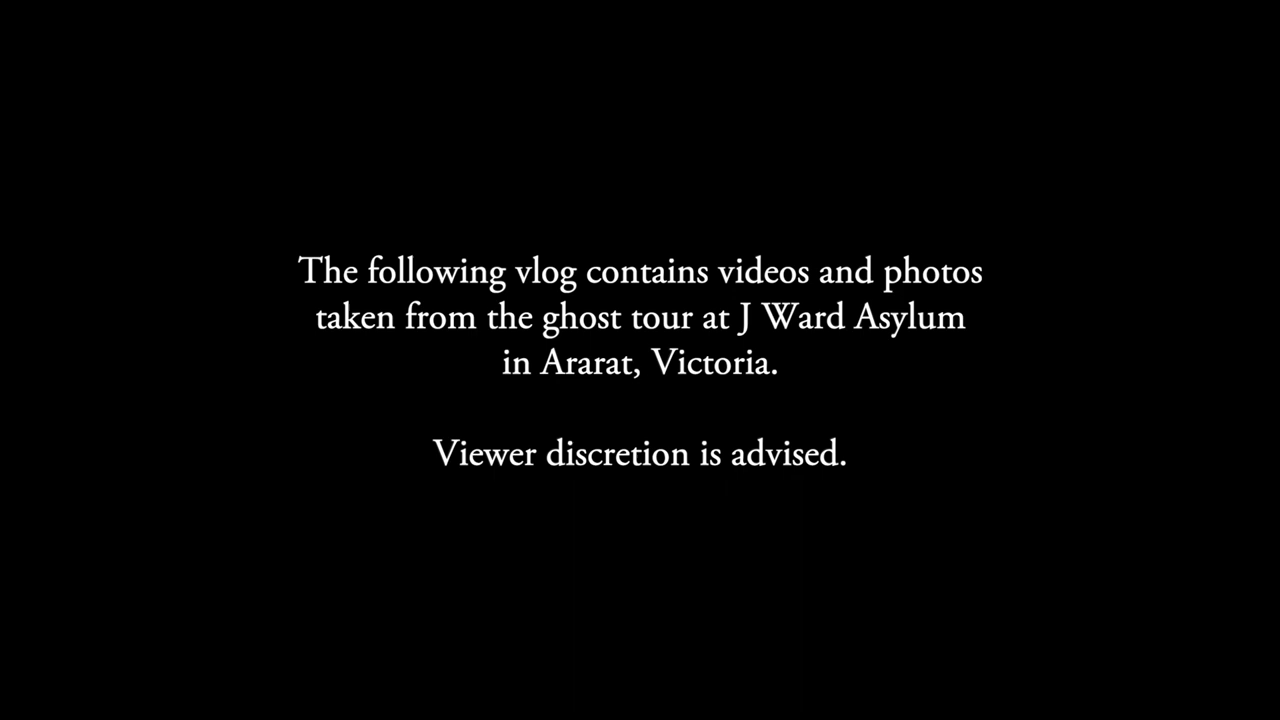 The following vlog contains videos and photos
taken from the ghost tour at J Ward Asylum
in Ararat, Victoria.
Viewer discretion is advised.